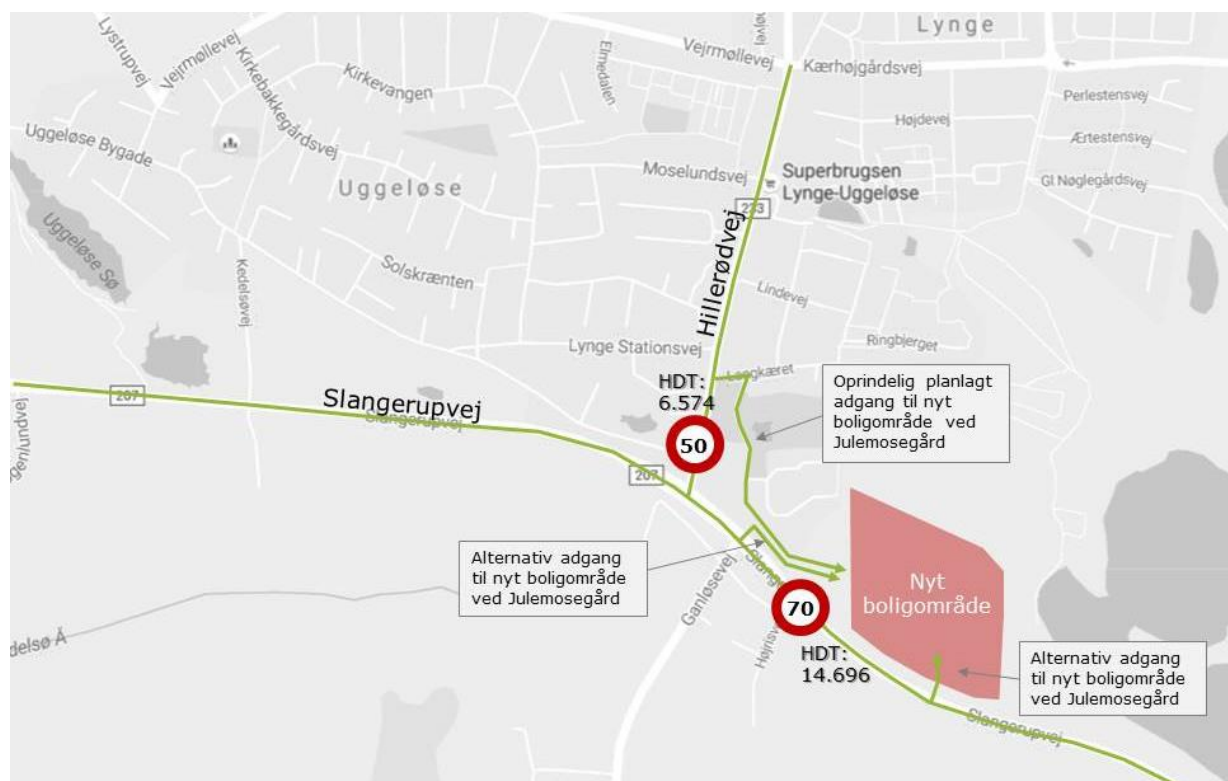 Lynge
Lystrupvej
Vejrmøllevej
Vejrmøllevej
Kærhøjgårdsvej
Elmedalen
Kirkevangen
Kirkebakkegårdsvej
Perlestensvej
Højdevej
Ærtestensvej
Uggeløse Bygade
Moselundsvej
Superbrugsen
Lynge-Uggeløse
Gl Nøglegårdsvej
Uggeløse
Uggeløse Sø
Kedelsøvej
Solskrænten
Hillerødvej
Lindevej
Ringbjerget
Lynge Stationsvej
Langkæret
HDT:
6.574
Oprindelig planlagt
adgang til nyt
boligområde ved
Julemosegård
207
Slangerupvej
Slangerupvej
50
207
Alternativ adgang
til nyt boligområde
ved Julemosegård
Ganløsevej
70
Nyt
boligområde
HDT:
14.696
Alternativ adgang
til nyt boligområde
ved Julemosegård
Slangerupvej